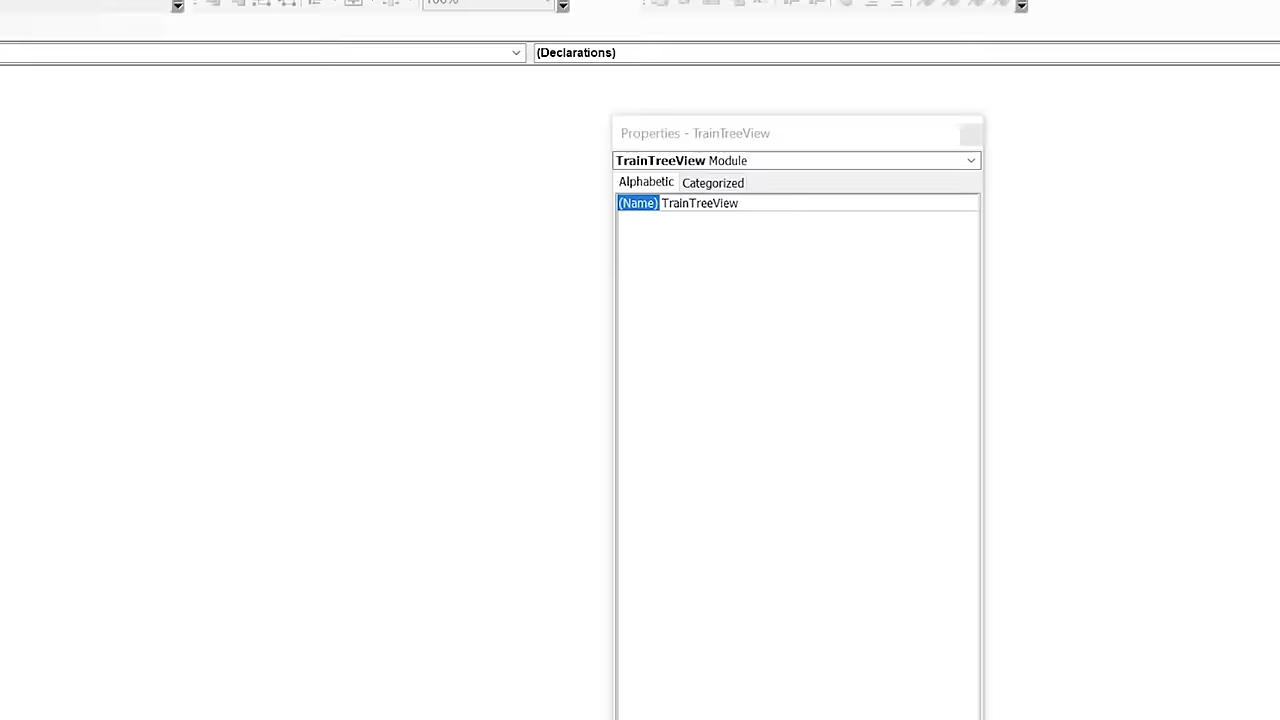 (Declarations)
Properties - TrainTreeView
TrainTreeView Module
Alphabetic Categorized
(Name) TrainTreeView